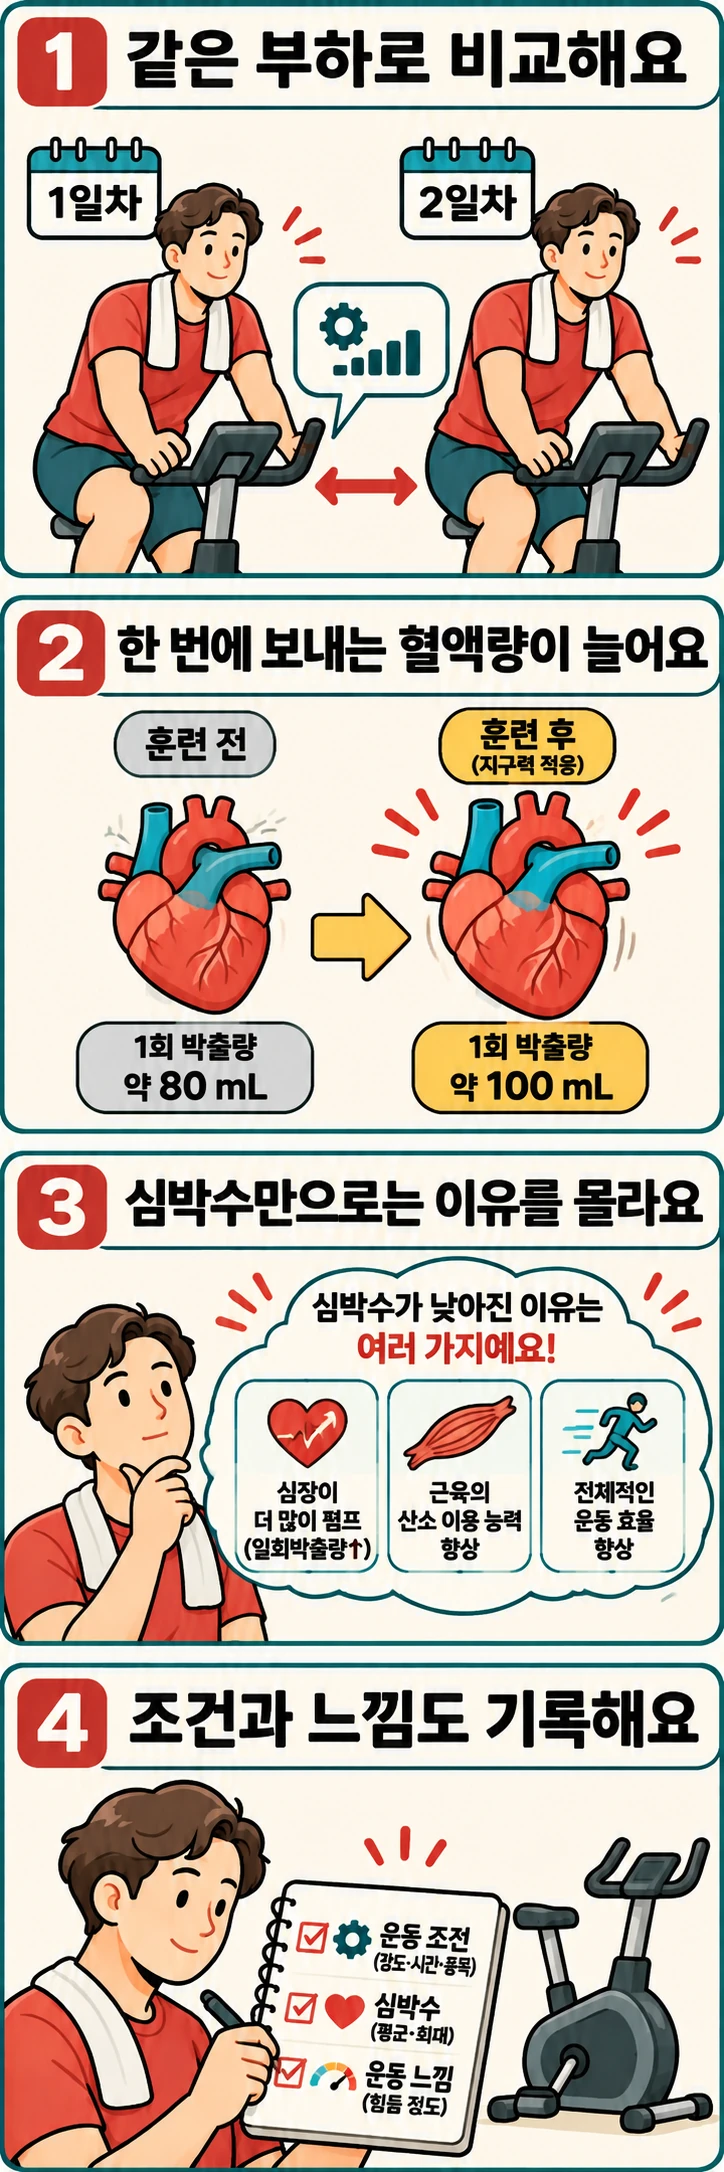 1 같은 부하로 비교해요
1일차
2일차
2 한 번에 보내는 혈액량이 늘어요
훈련 전
훈련 후
(지구력 적응)
1회 박출량
약 80 mL
1회 박출량
약 100 mL
3 심박수만으로는 이유를 몰라요
심박수가 낮아진 이유는
여러 가지예요!
심장이
더 많이 펌프
(일회박출량↑)
근육의
산소 이용 능력
향상
전체적인
운동 효율
향상
4 조건과 느낌도 기록해요
운동 조전
(강도·시간·종목)
심박수
(평균·최대)
운동 느낌
(힘듬 정도)